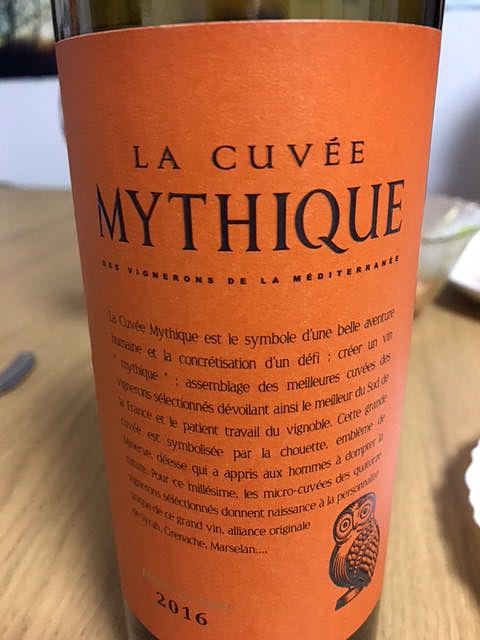 LA CUVÉE
MYTHIQUE
DES VIGNERONS DE LA MÉDITERRANÉE
La Cuvée Mythique est le symbole d'une belle aventure
humaine et la concrétisation d'un défi : créer un vin
" mythique " ; assemblage des meilleures cuvées des
vignerons sélectionnés dévoilant ainsi le meilleur du Sud de
la France et le patient travail du vignoble. Cette grande
cuvée est symbolisée par la chouette, emblème de
Minerve, déesse qui a appris aux hommes à dompter la
nature. Pour ce millésime, les micro-cuvées des quatorze
vignerons sélectionnés donnent naissance à la personnalité
unique de ce grand vin, alliance originale
de Syrah, Grenache, Marselan....
2016